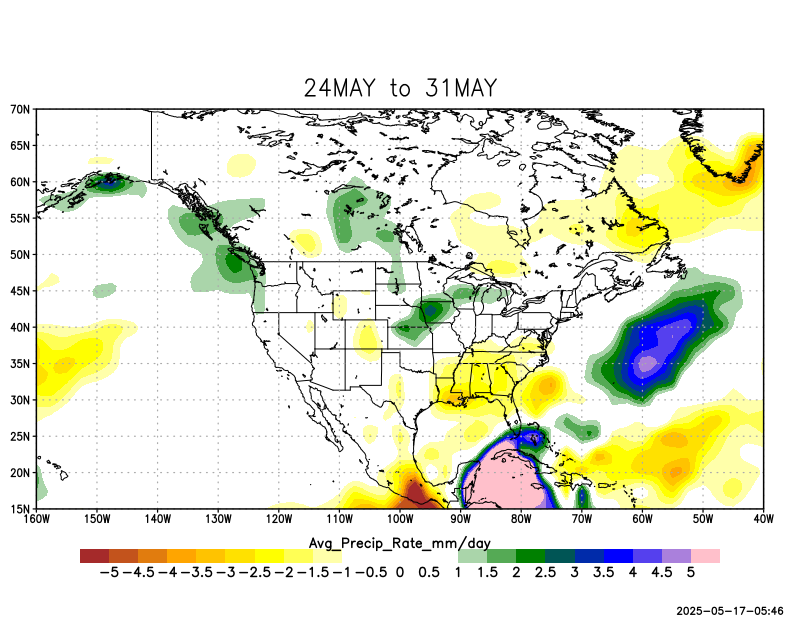 24MAY to 31MAY
70N
65N
60N
55N
50N
45N
40N
35N
30N
25N
20N
15N
160W 150W 140W 130W 120W 110W 100W 90W 80W 70W 60W 50W 40W
Avg_Precip_Rate_mm/day
-5 -4.5 -4 -3.5 -3 -2.5 -2 -1.5 -1 -0.5 0 0.5 1 1.5 2 2.5 3 3.5 4 4.5 5
2025-05-17-05:46